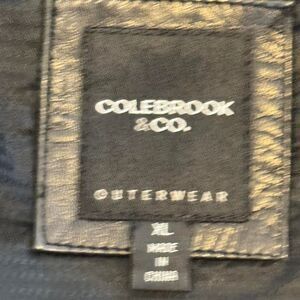 COLEBROOK
&CO.
OUTERWEAR
XL
MADE
IN
CHINA